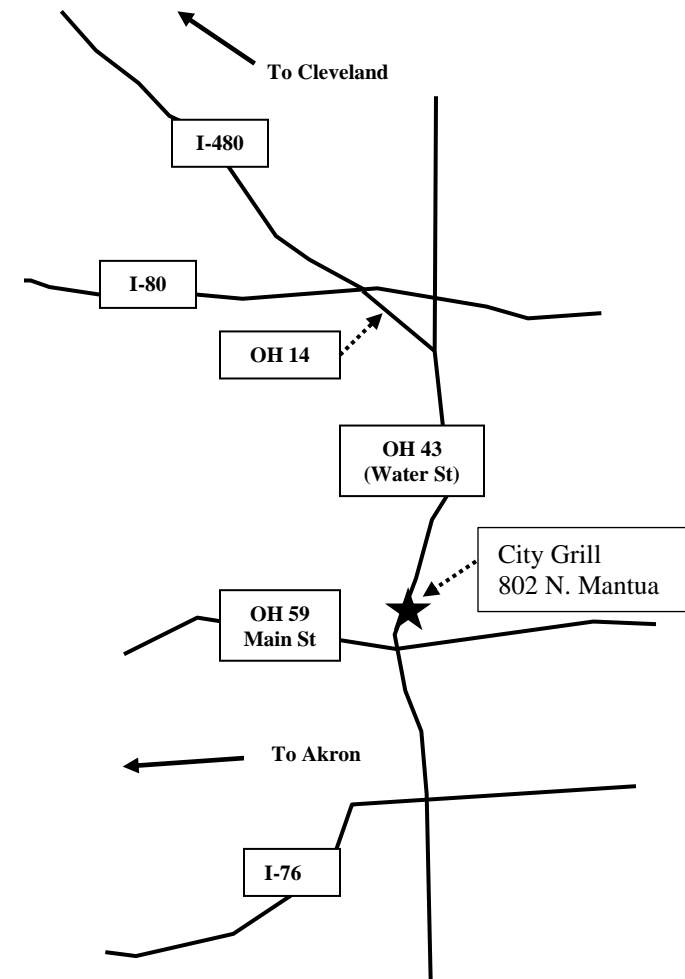 To Cleveland
I-480
I-80
OH 14
OH 43
(Water St)
City Grill
802 N. Mantua
OH 59
Main St
To Akron
I-76